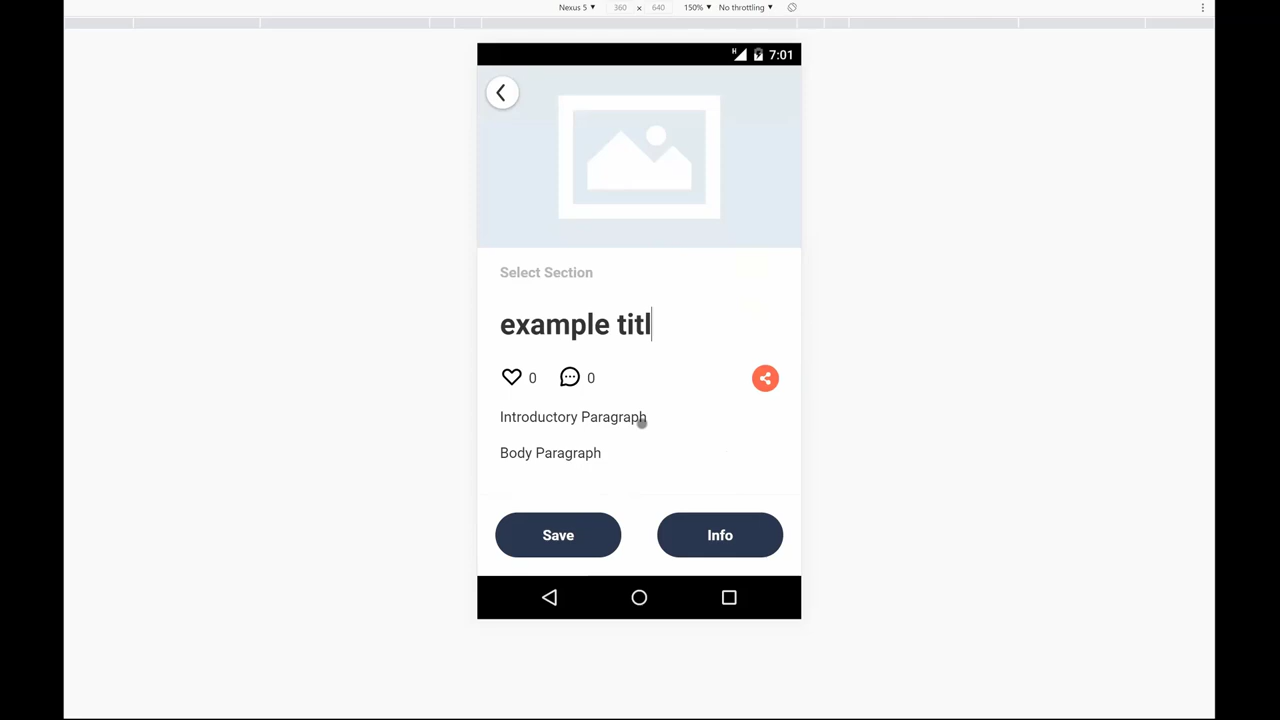 Nexus 5 ▼ 360 x 640 150% ▼ No throttling ▼
H 7:01
Select Section
example titl
0 0
Introductory Paragraph
Body Paragraph
Save Info